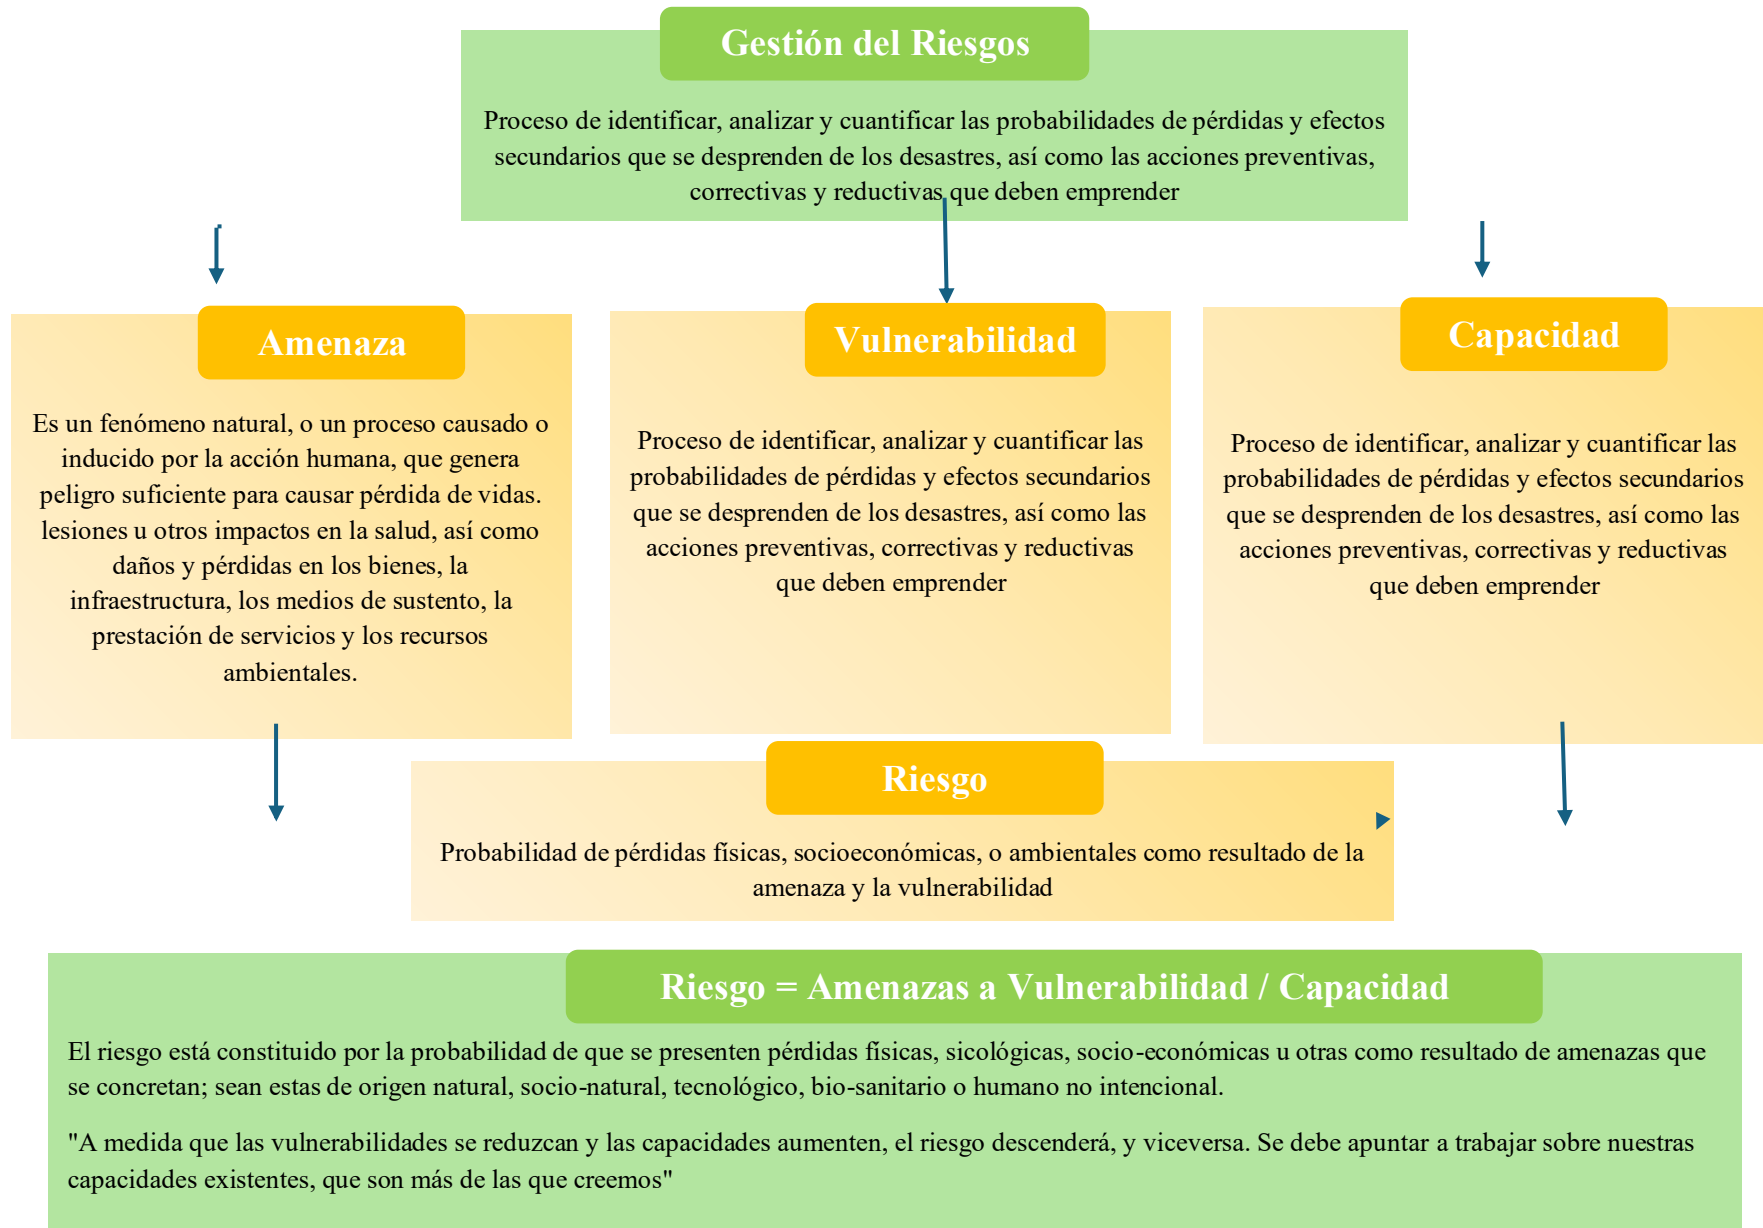 Gestión del Riesgos
Proceso de identificar, analizar y cuantificar las probabilidades de pérdidas y efectos
secundarios que se desprenden de los desastres, así como las acciones preventivas,
correctivas y reductivas que deben emprender
Amenaza
Es un fenómeno natural, o un proceso causado o
inducido por la acción humana, que genera
peligro suficiente para causar pérdida de vidas.
lesiones u otros impactos en la salud, así como
daños y pérdidas en los bienes, la
infraestructura, los medios de sustento, la
prestación de servicios y los recursos
ambientales.
Vulnerabilidad
Proceso de identificar, analizar y cuantificar las
probabilidades de pérdidas y efectos secundarios
que se desprenden de los desastres, así como las
acciones preventivas, correctivas y reductivas
que deben emprender
Capacidad
Proceso de identificar, analizar y cuantificar las
probabilidades de pérdidas y efectos secundarios
que se desprenden de los desastres, así como las
acciones preventivas, correctivas y reductivas
que deben emprender
Riesgo
Probabilidad de pérdidas físicas, socioeconómicas, o ambientales como resultado de la
amenaza y la vulnerabilidad
Riesgo = Amenazas a Vulnerabilidad / Capacidad
El riesgo está constituido por la probabilidad de que se presenten pérdidas físicas, sicológicas, socio-económicas u otras como resultado de amenazas que
se concretan; sean estas de origen natural, socio-natural, tecnológico, bio-sanitario o humano no intencional.
"A medida que las vulnerabilidades se reduzcan y las capacidades aumenten, el riesgo descenderá, y viceversa. Se debe apuntar a trabajar sobre nuestras
capacidades existentes, que son más de las que creemos"